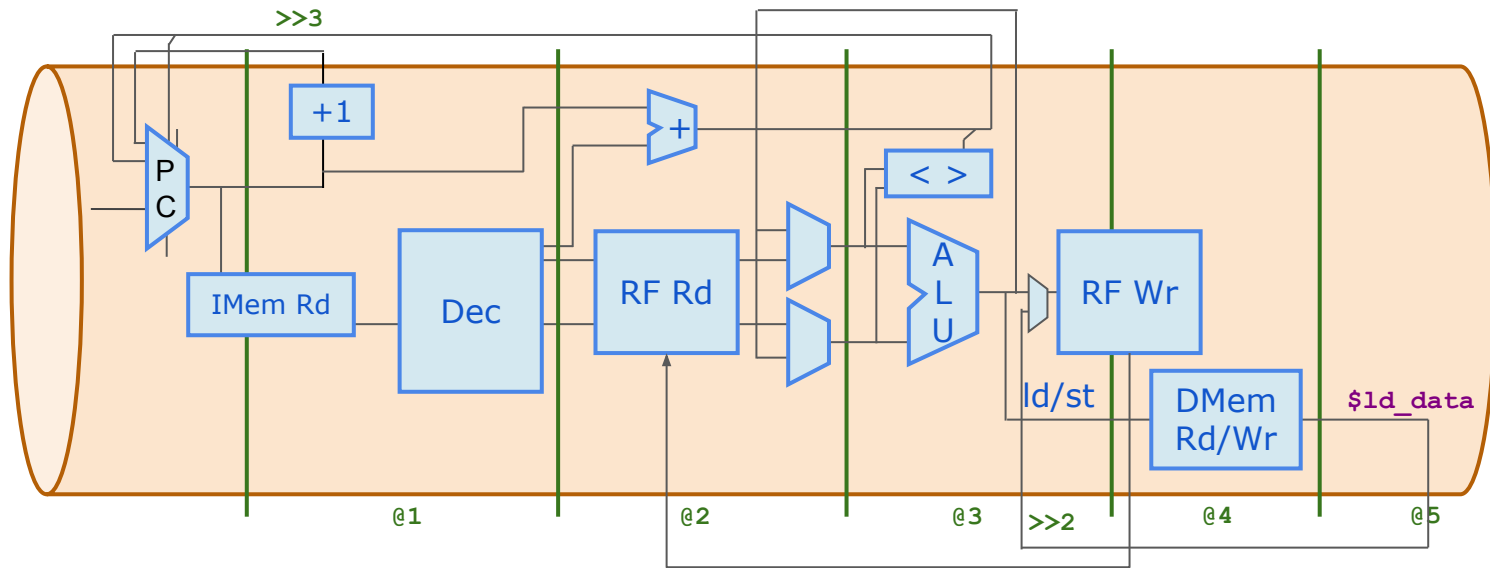 >>3
+1
P
C
+
< >
IMem Rd
Dec
RF Rd
A
L
U
RF Wr
ld/st
DMem
Rd/Wr
$ld_data
@1
@2
@3
>>2
@4
@5